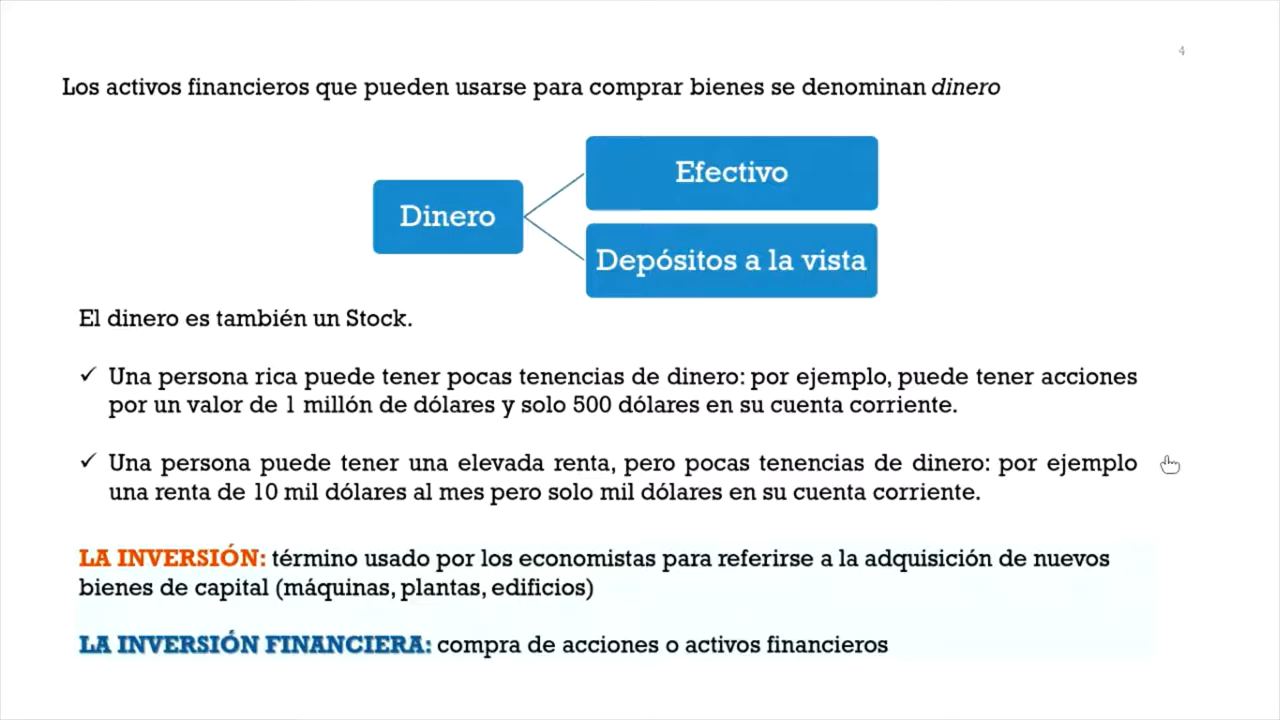 4
Los activos financieros que pueden usarse para comprar bienes se denominan dinero
Efectivo
Dinero
Depósitos a la vista
El dinero es también un Stock.
✓ Una persona rica puede tener pocas tenencias de dinero: por ejemplo, puede tener acciones
por un valor de 1 millón de dólares y solo 500 dólares en su cuenta corriente.
✓ Una persona puede tener una elevada renta, pero pocas tenencias de dinero: por ejemplo
una renta de 10 mil dólares al mes pero solo mil dólares en su cuenta corriente.
LA INVERSIÓN: término usado por los economistas para referirse a la adquisición de nuevos
bienes de capital (máquinas, plantas, edificios)
LA INVERSIÓN FINANCIERA: compra de acciones o activos financieros